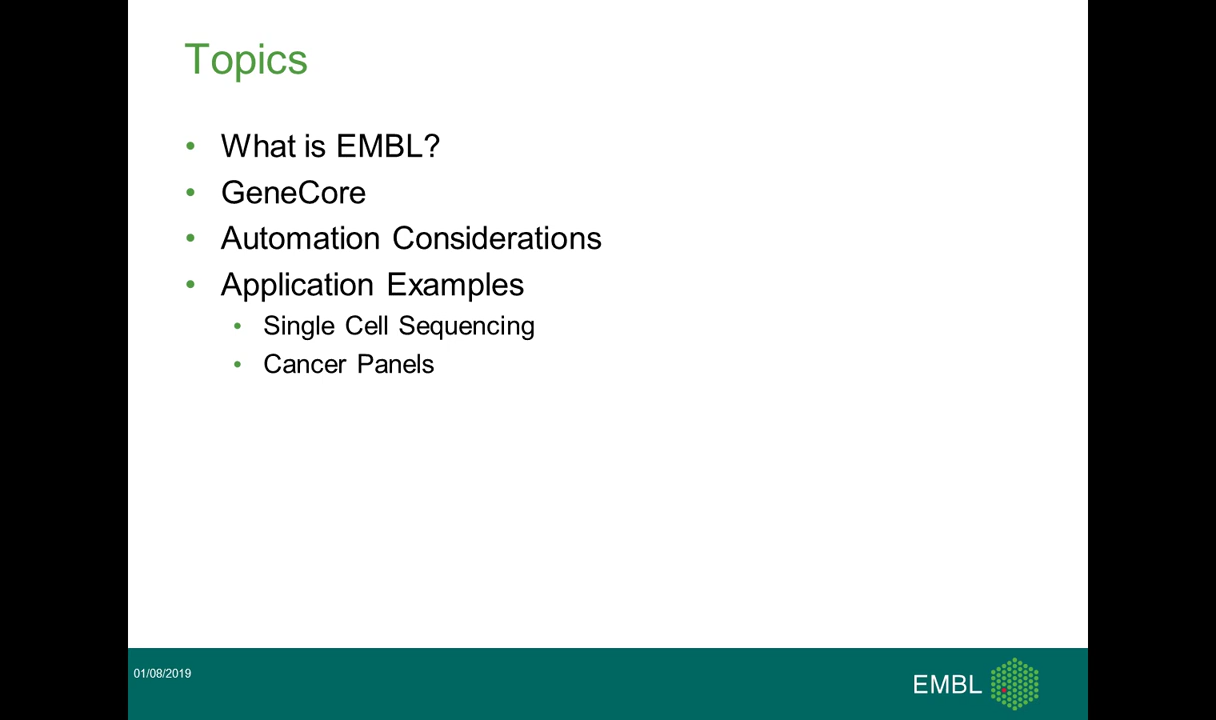 Topics
• What is EMBL?
• GeneCore
• Automation Considerations
• Application Examples
• Single Cell Sequencing
• Cancer Panels
01/08/2019
EMBL